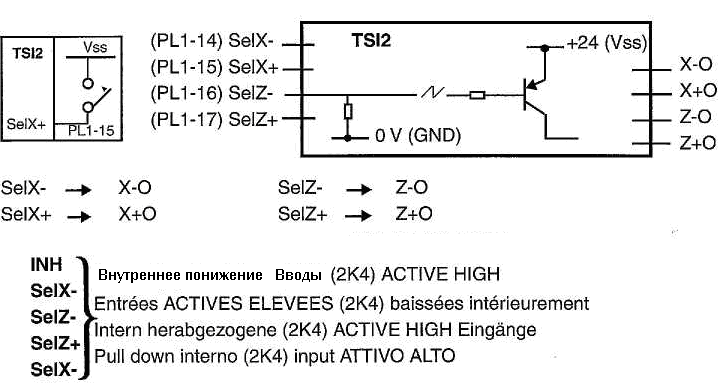 TSI2
Vss
SelX+
PL1-15
(PL1-14) SelX-
(PL1-15) SelX+
(PL1-16) SelZ-
(PL1-17) SelZ+
TSI2
+24 (Vss)
0 V (GND)
X-O
X+O
Z-O
Z+O
SelX- → X-O
SelX+ → X+O
SelZ- → Z-O
SelZ+ → Z+O
INH
SelX-
SelZ-
SelZ+
SelX-
Внутреннее понижение Вводы (2K4) ACTIVE HIGH
Entrées ACTIVES ELEVEES (2K4) baissées intérieurement
Intern herabgezogene (2K4) ACTIVE HIGH Eingänge
Pull down interno (2K4) input ATTIVO ALTO